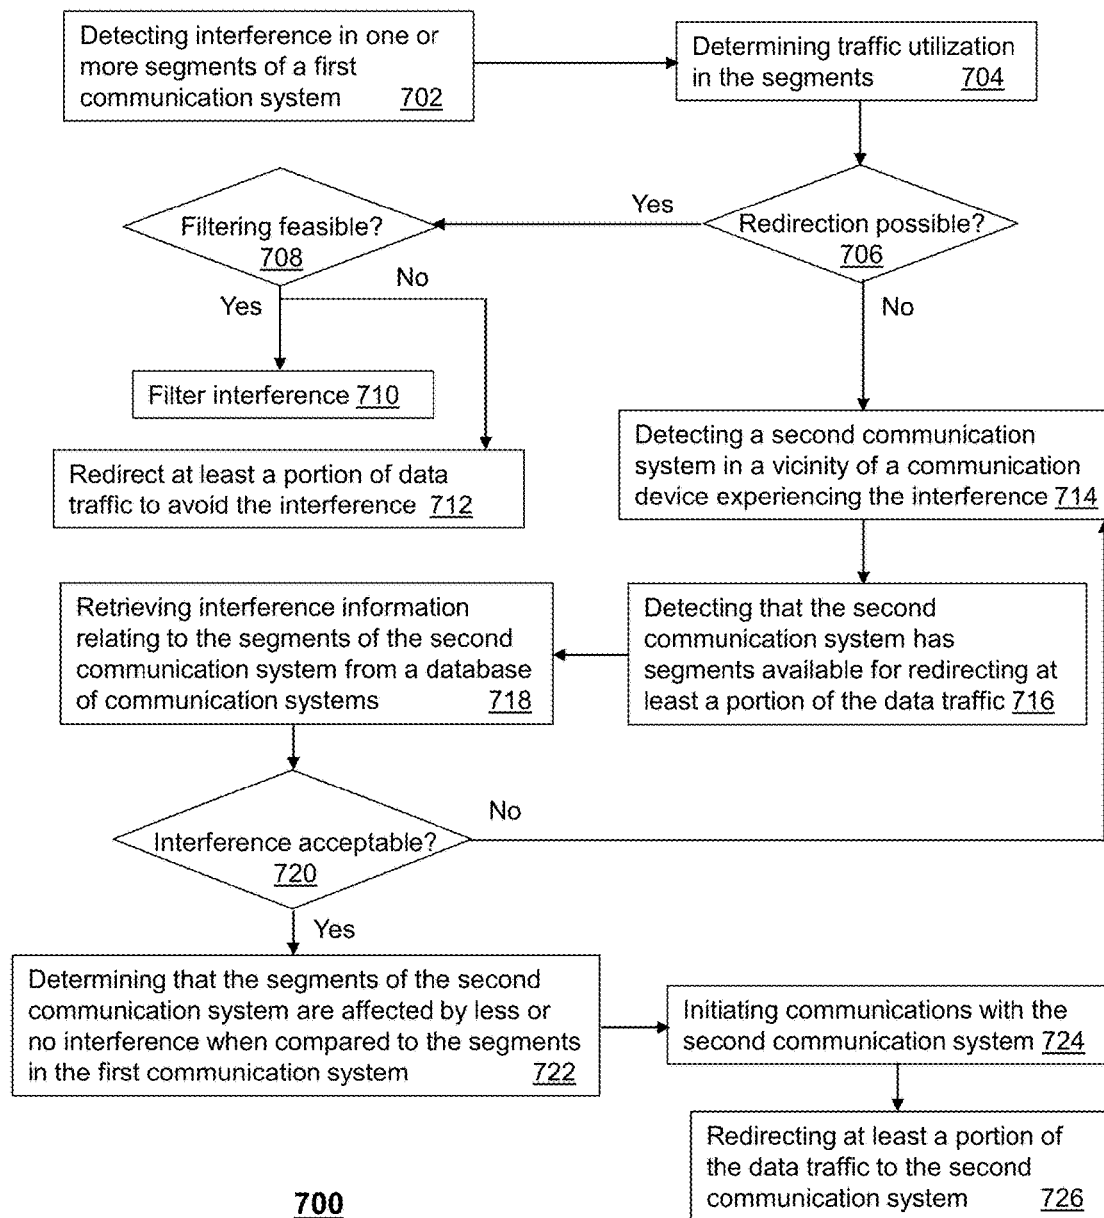 Detecting interference in one or
more segments of a first
communication system 702
Determining traffic utilization
in the segments 704
Redirection possible?
706
Yes
No
Filtering feasible?
708
Yes
No
Filter interference 710
Redirect at least a portion of data
traffic to avoid the interference 712
Detecting a second communication
system in a vicinity of a communication
device experiencing the interference 714
Detecting that the second
communication system has
segments available for redirecting at
least a portion of the data traffic 716
Retrieving interference information
relating to the segments of the second
communication system from a database
of communication systems 718
Interference acceptable?
720
No
Yes
Determining that the segments of the second
communication system are affected by less or
no interference when compared to the segments
in the first communication system 722
Initiating communications with the
second communication system 724
Redirecting at least a portion of
the data traffic to the second
communication system 726
700